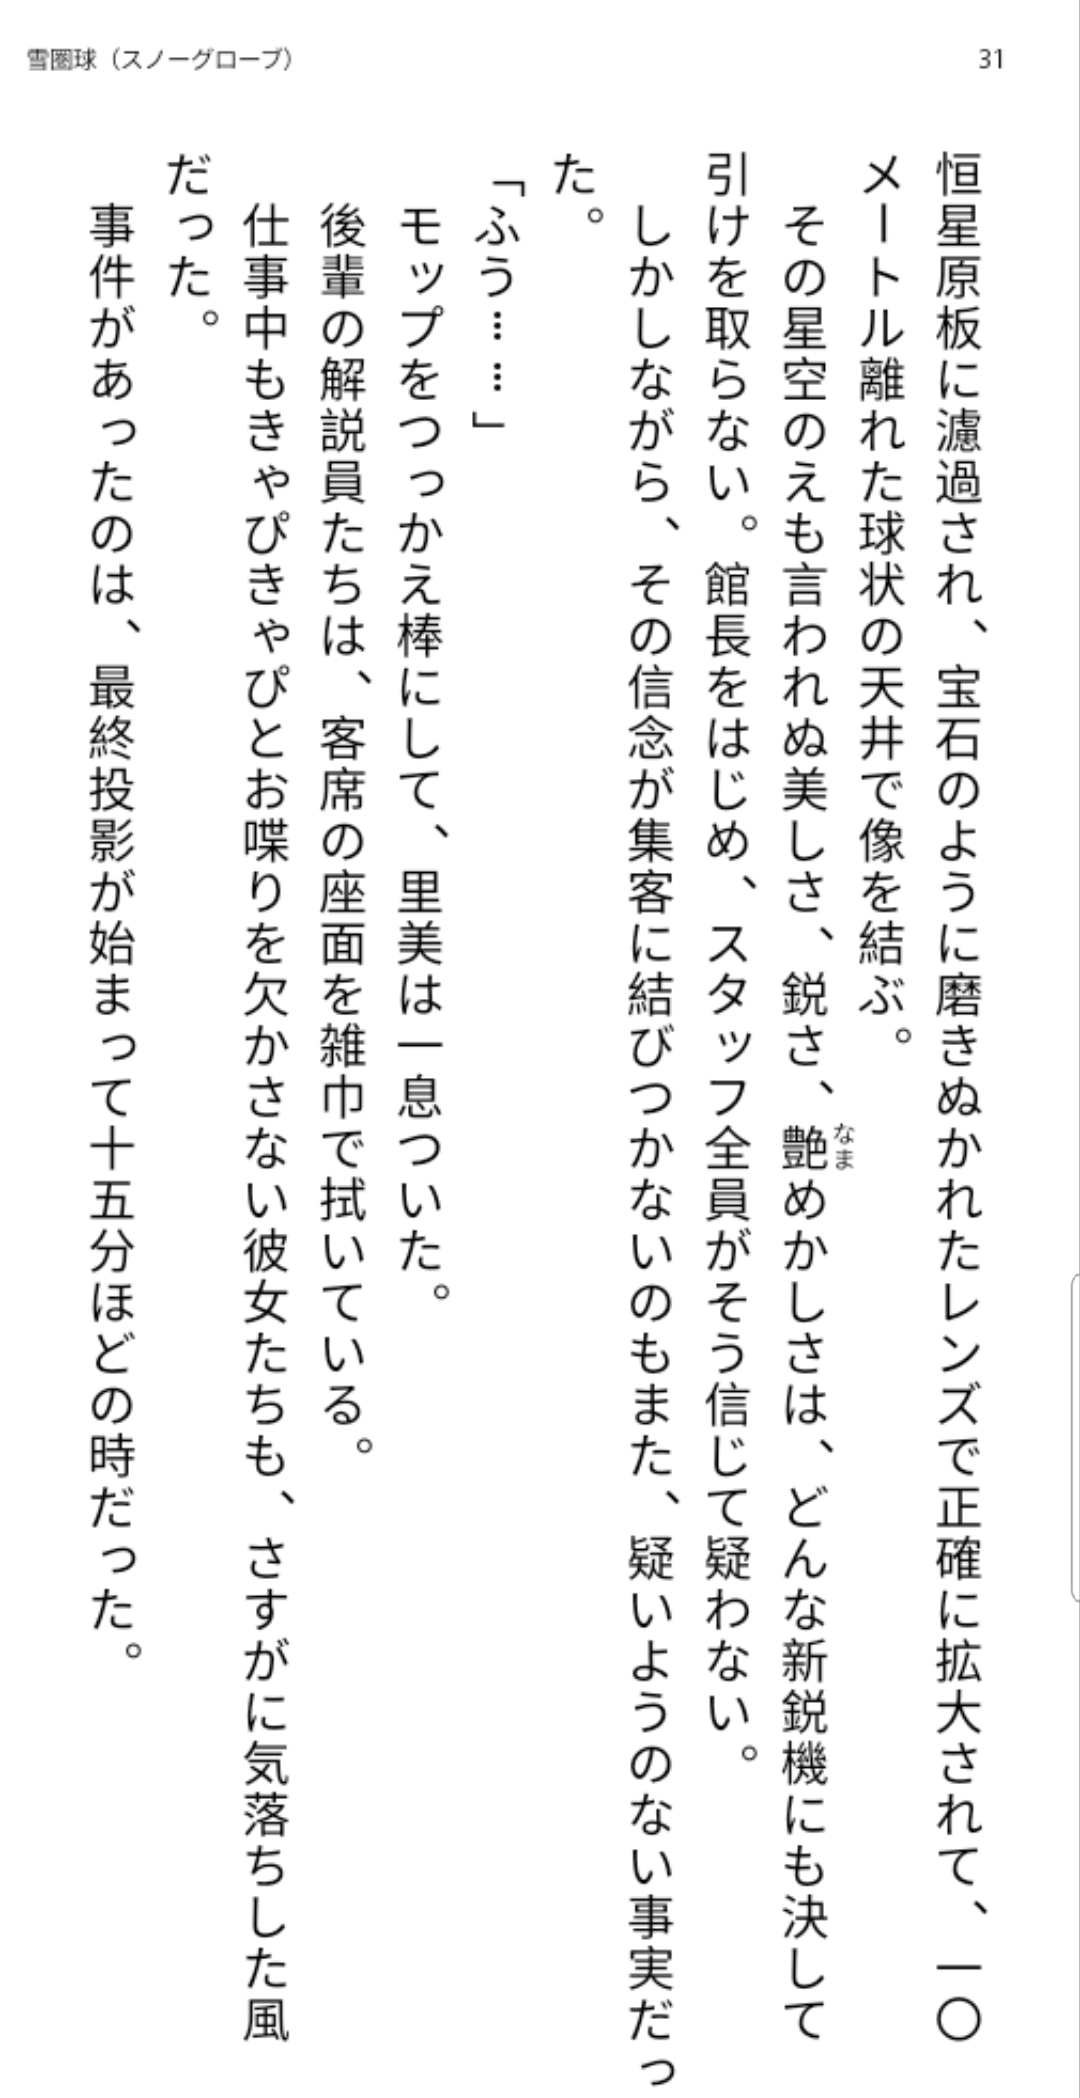 雪圏球（スノーグローブ）
31
恒星原板に濾過され、宝石のように磨きぬかれたレンズで正確に拡大されて、一〇
メートル離れた球状の天井で像を結ぶ。
その星空のえも言われぬ美しさ、鋭さ、艶めかしさは、どんな新鋭機にも決して
なま
引けを取らない。館長をはじめ、スタッフ全員がそう信じて疑わない。
しかしながら、その信念が集客に結びつかないのもまた、疑いようのない事実だっ
た。
「ふう……」
モップをつっかえ棒にして、里美は一息ついた。
後輩の解説員たちは、客席の座面を雑巾で拭いている。
仕事中もきゃぴきゃぴとお喋りを欠かさない彼女たちも、さすがに気落ちした風
だった。
事件があったのは、最終投影が始まって十五分ほどの時だった。